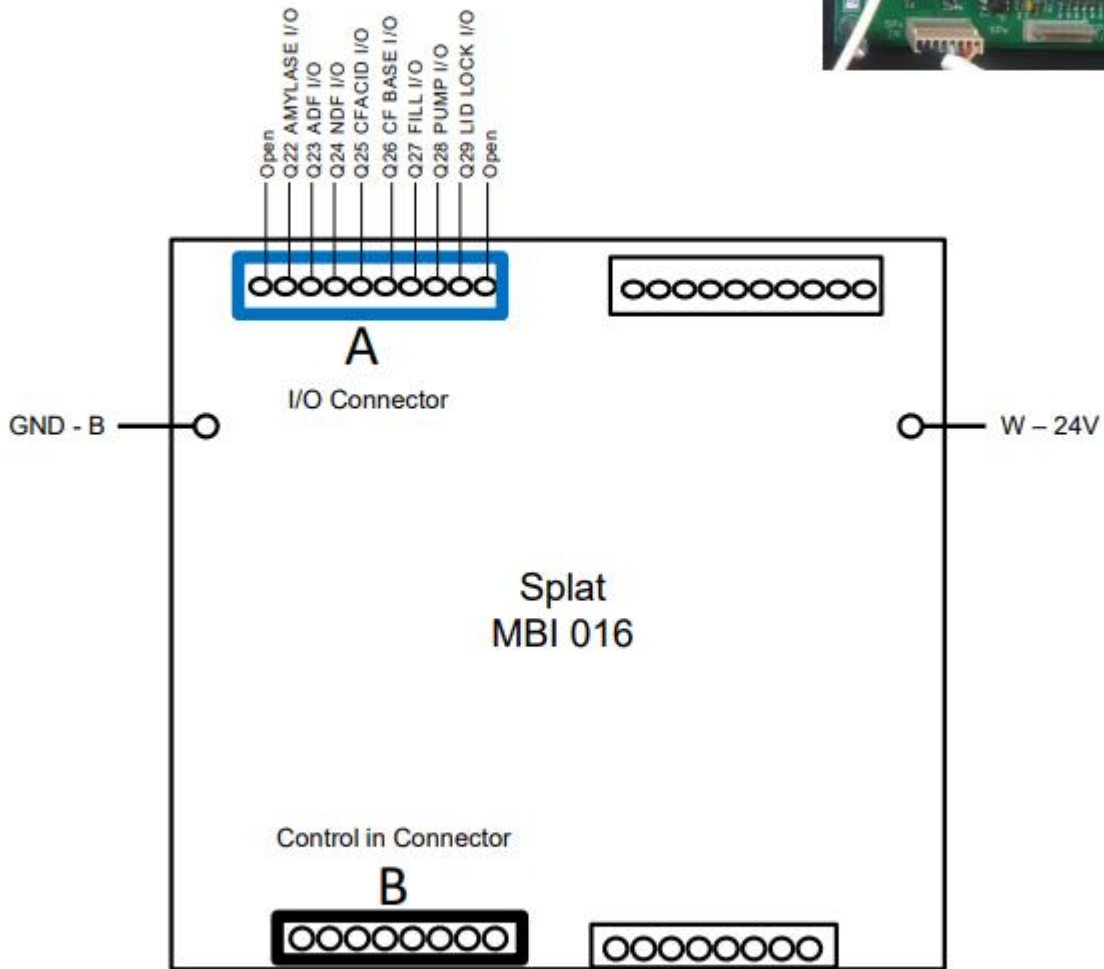 Open
Q22 AMYLASE I/O
Q23 ADF I/O
Q24 NDF I/O
Q25 CFACID I/O
Q26 CF BASE I/O
Q27 FILL I/O
Q28 PUMP I/O
Q29 LID LOCK I/O
Open
A
I/O Connector
GND - B
W – 24V
Splat
MBI 016
Control in Connector
B